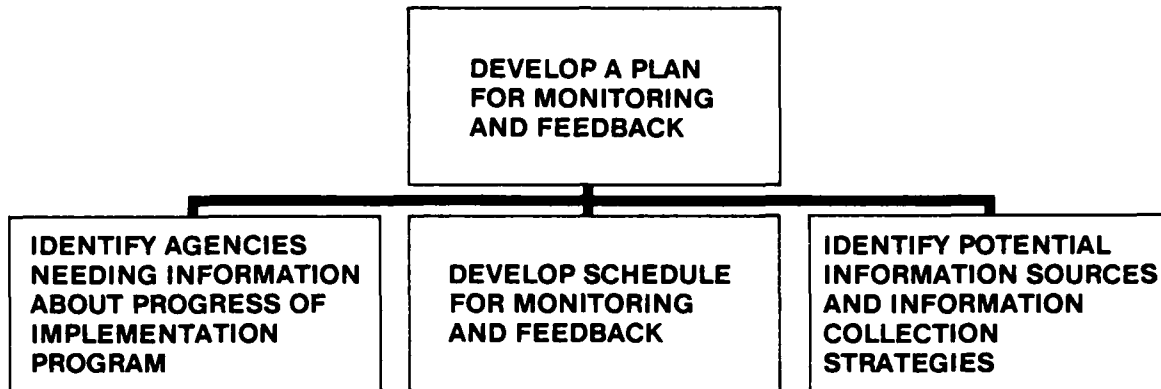 DEVELOP A PLAN
FOR MONITORING
AND FEEDBACK
IDENTIFY AGENCIES
NEEDING INFORMATION
ABOUT PROGRESS OF
IMPLEMENTATION
PROGRAM
DEVELOP SCHEDULE
FOR MONITORING
AND FEEDBACK
IDENTIFY POTENTIAL
INFORMATION SOURCES
AND INFORMATION
COLLECTION
STRATEGIES